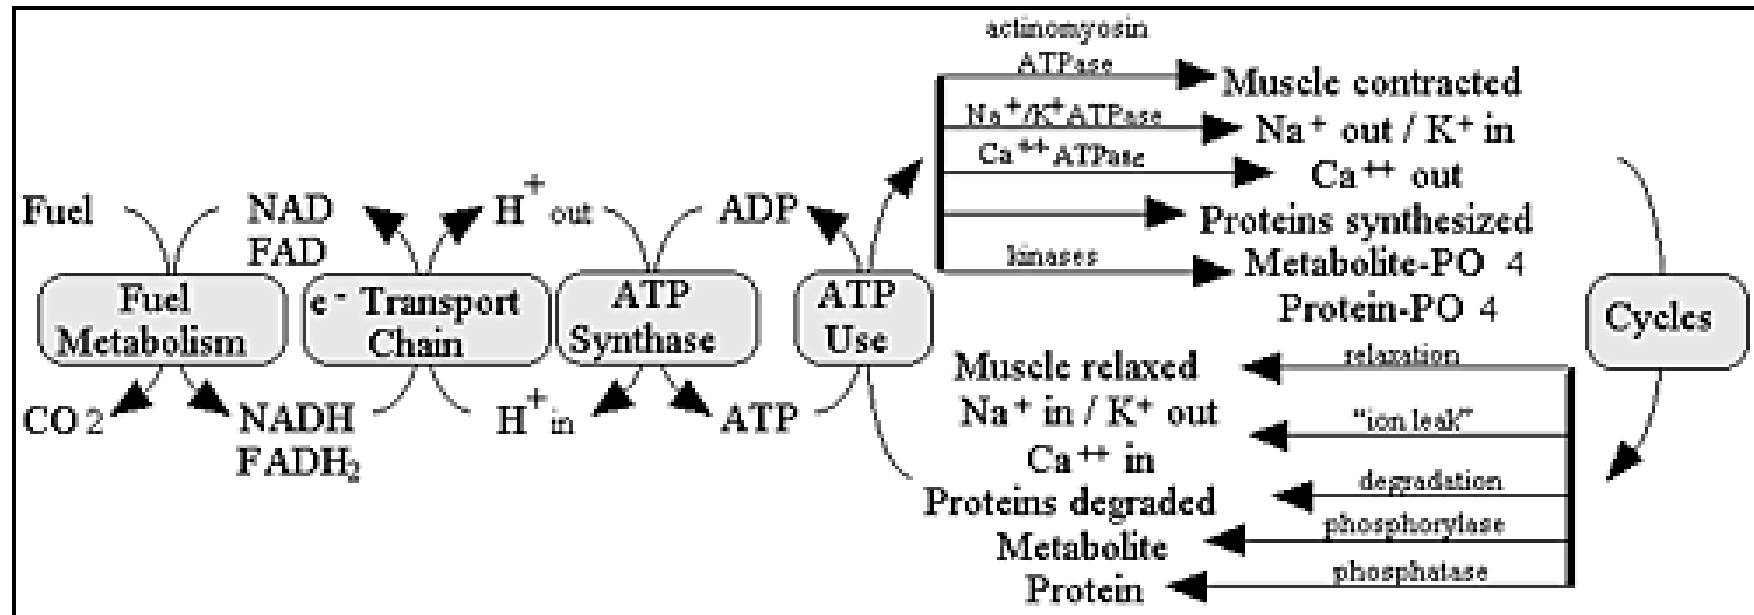 actinomyosin
ATPase
Muscle contracted
Na⁺/K⁺ATPase
Na⁺ out / K⁺ in
Ca⁺⁺ATPase
Ca⁺⁺ out
Fuel
NAD
FAD
H⁺ out
ADP
Proteins synthesized
kinases
Metabolite-PO 4
Protein-PO 4
Fuel
Metabolism
e⁻ Transport
Chain
ATP
Synthase
ATP
Use
Cycles
CO 2
NADH
FADH₂
H⁺ in
ATP
relaxation
Muscle relaxed
Na⁺ in / K⁺ out
"ion leak"
Ca⁺⁺ in
degradation
Proteins degraded
phosphorylase
Metabolite
phosphatase
Protein